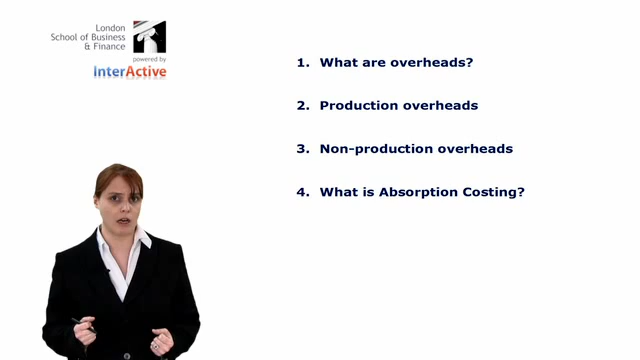 London
School of Business
& Finance
powered by
InterActive
1. What are overheads?
2. Production overheads
3. Non-production overheads
4. What is Absorption Costing?